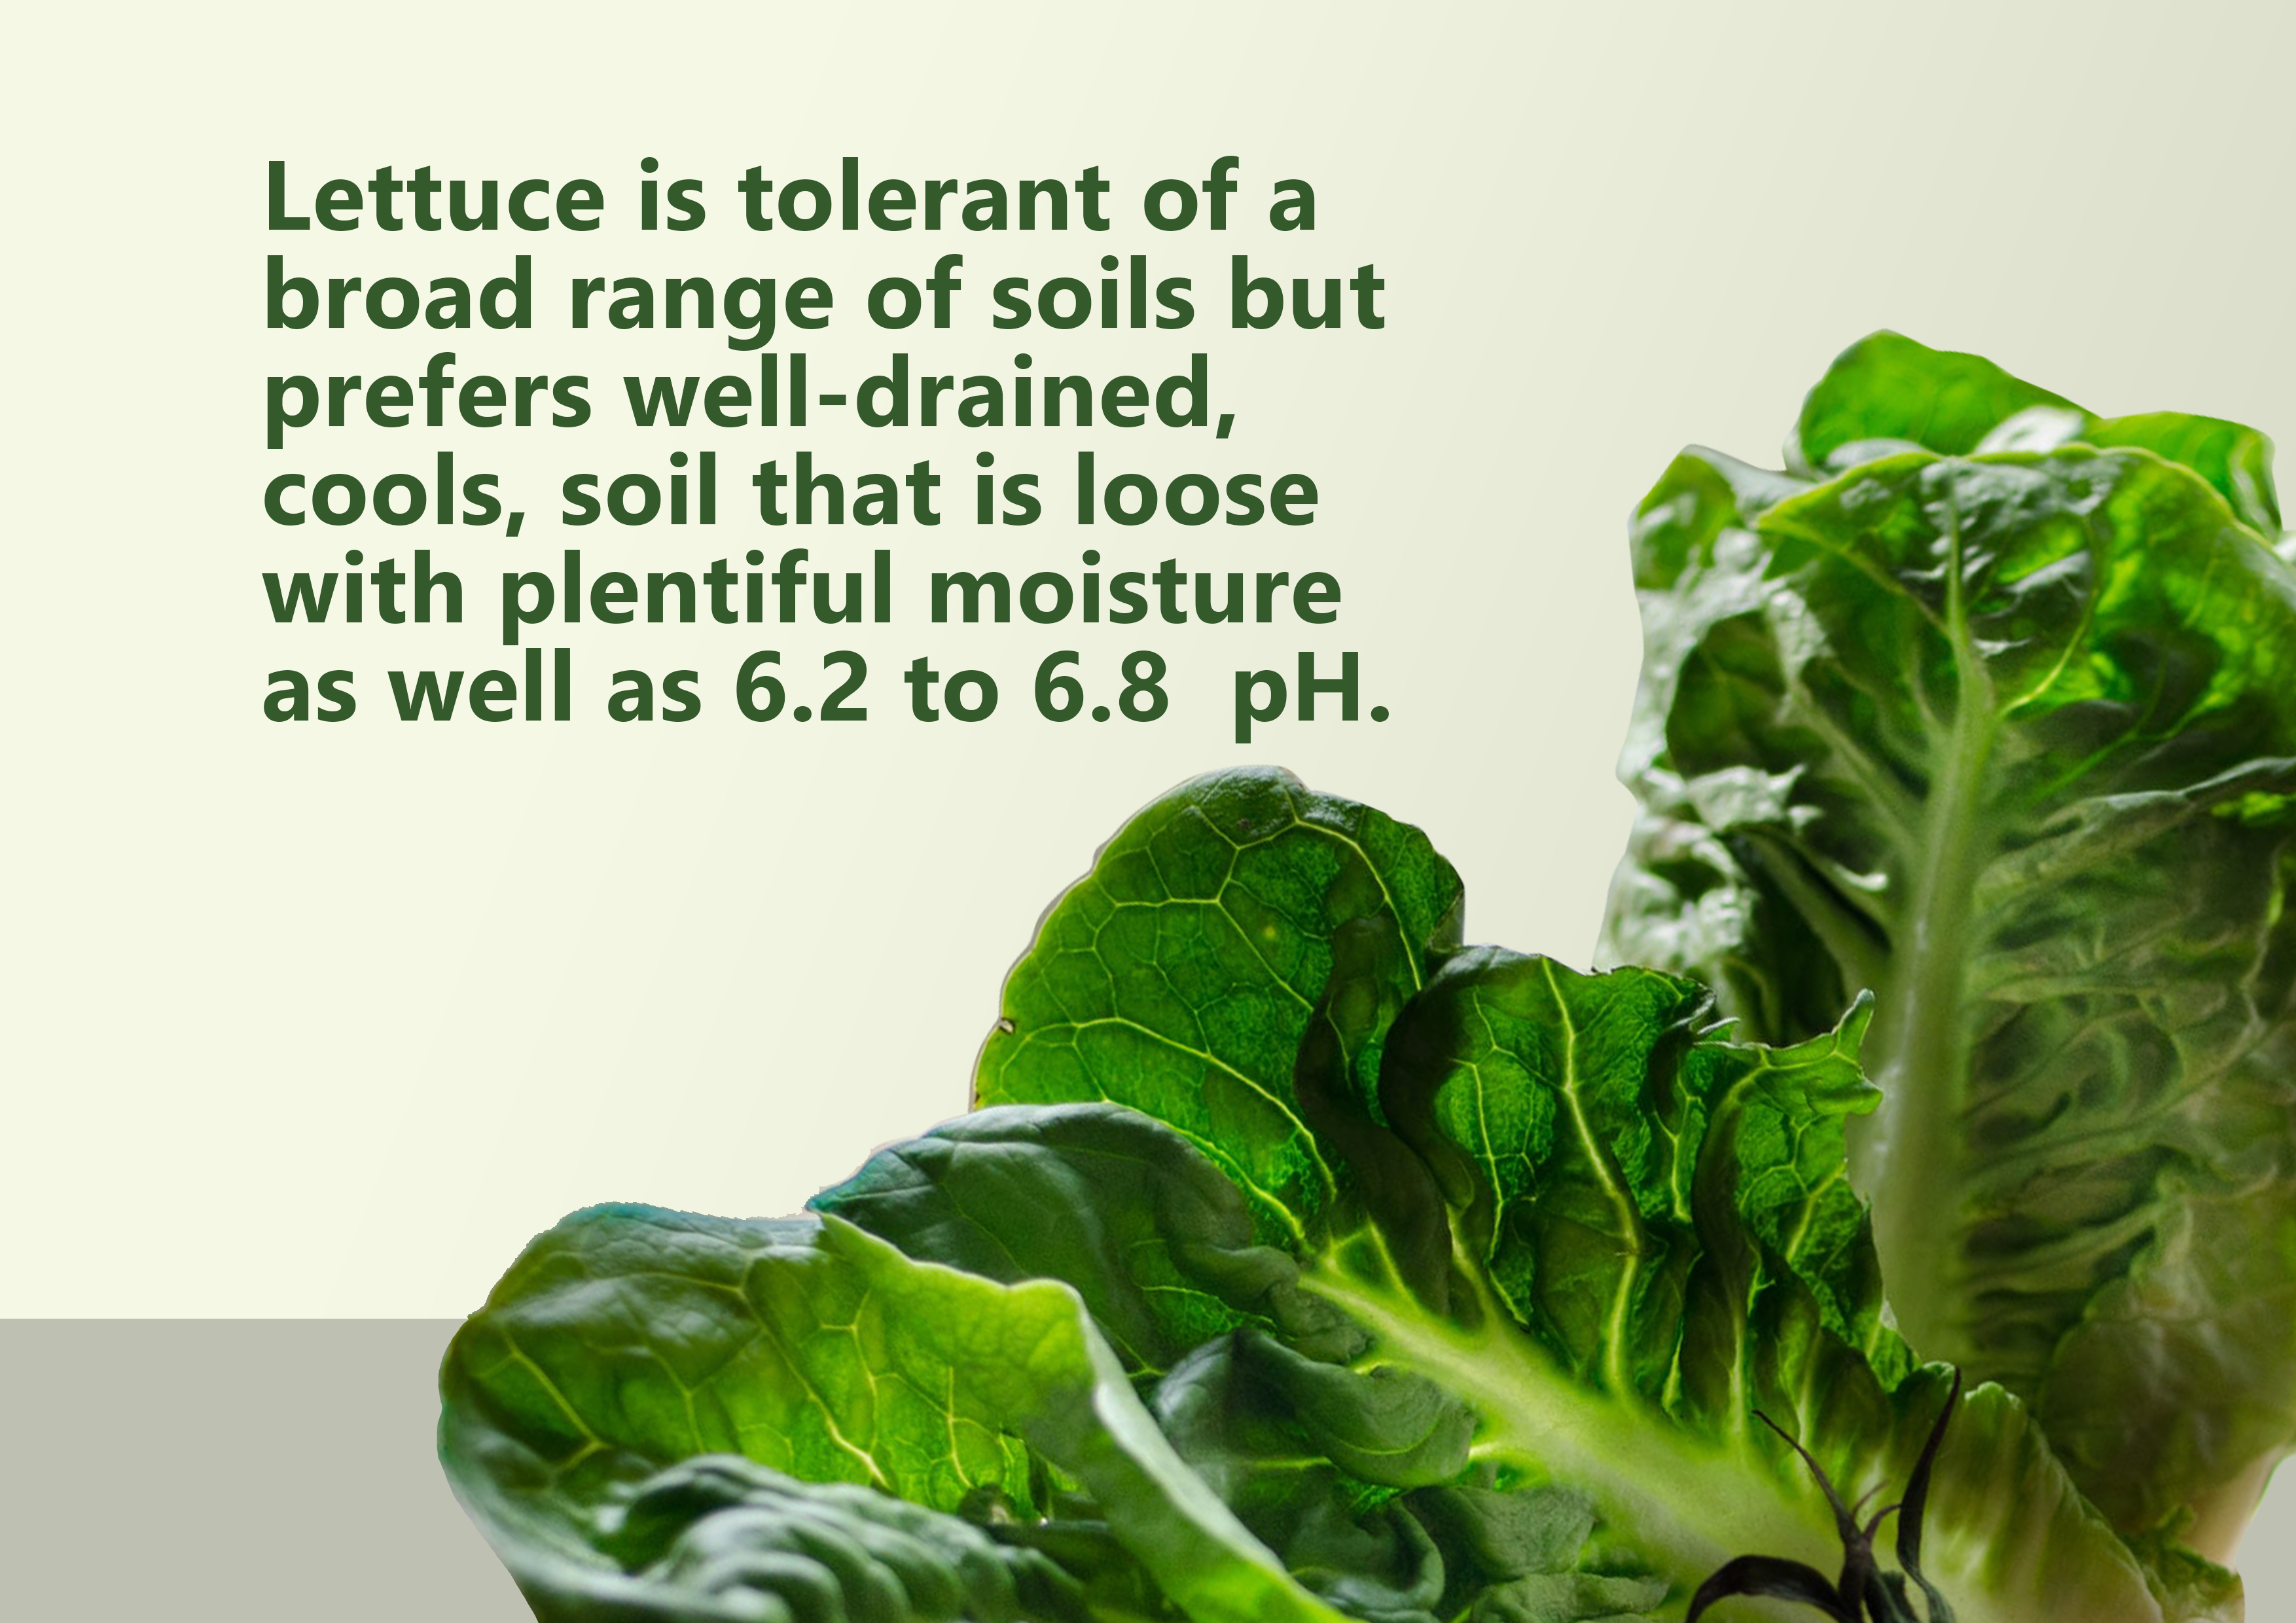 Lettuce is tolerant of a
broad range of soils but
prefers well-drained,
cools, soil that is loose
with plentiful moisture
as well as 6.2 to 6.8  pH.